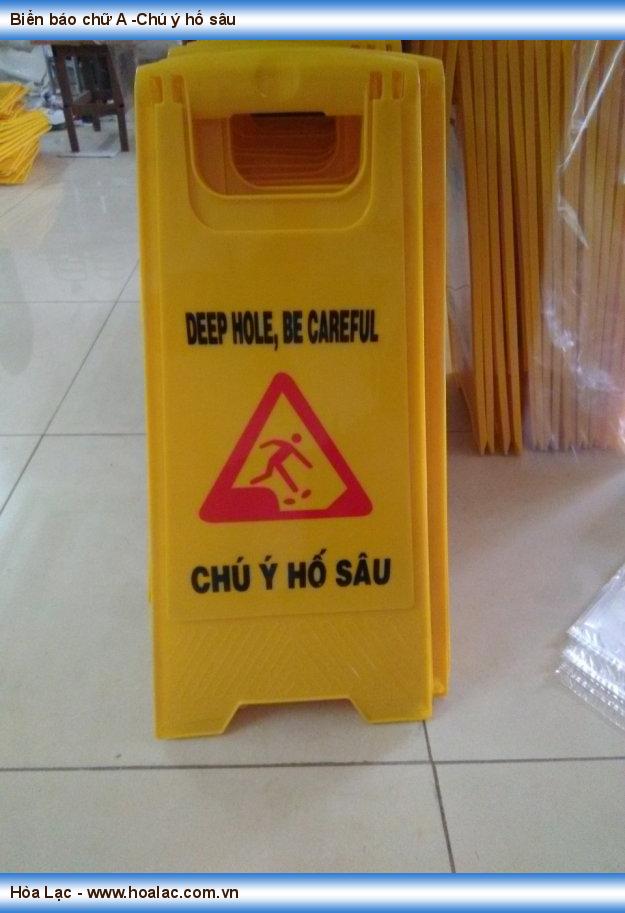 Biển báo chữ A -Chú ý hố sâu
DEEP HOLE, BE CAREFUL
CHÚ Ý HỐ SÂU
Hòa Lạc - www.hoalac.com.vn